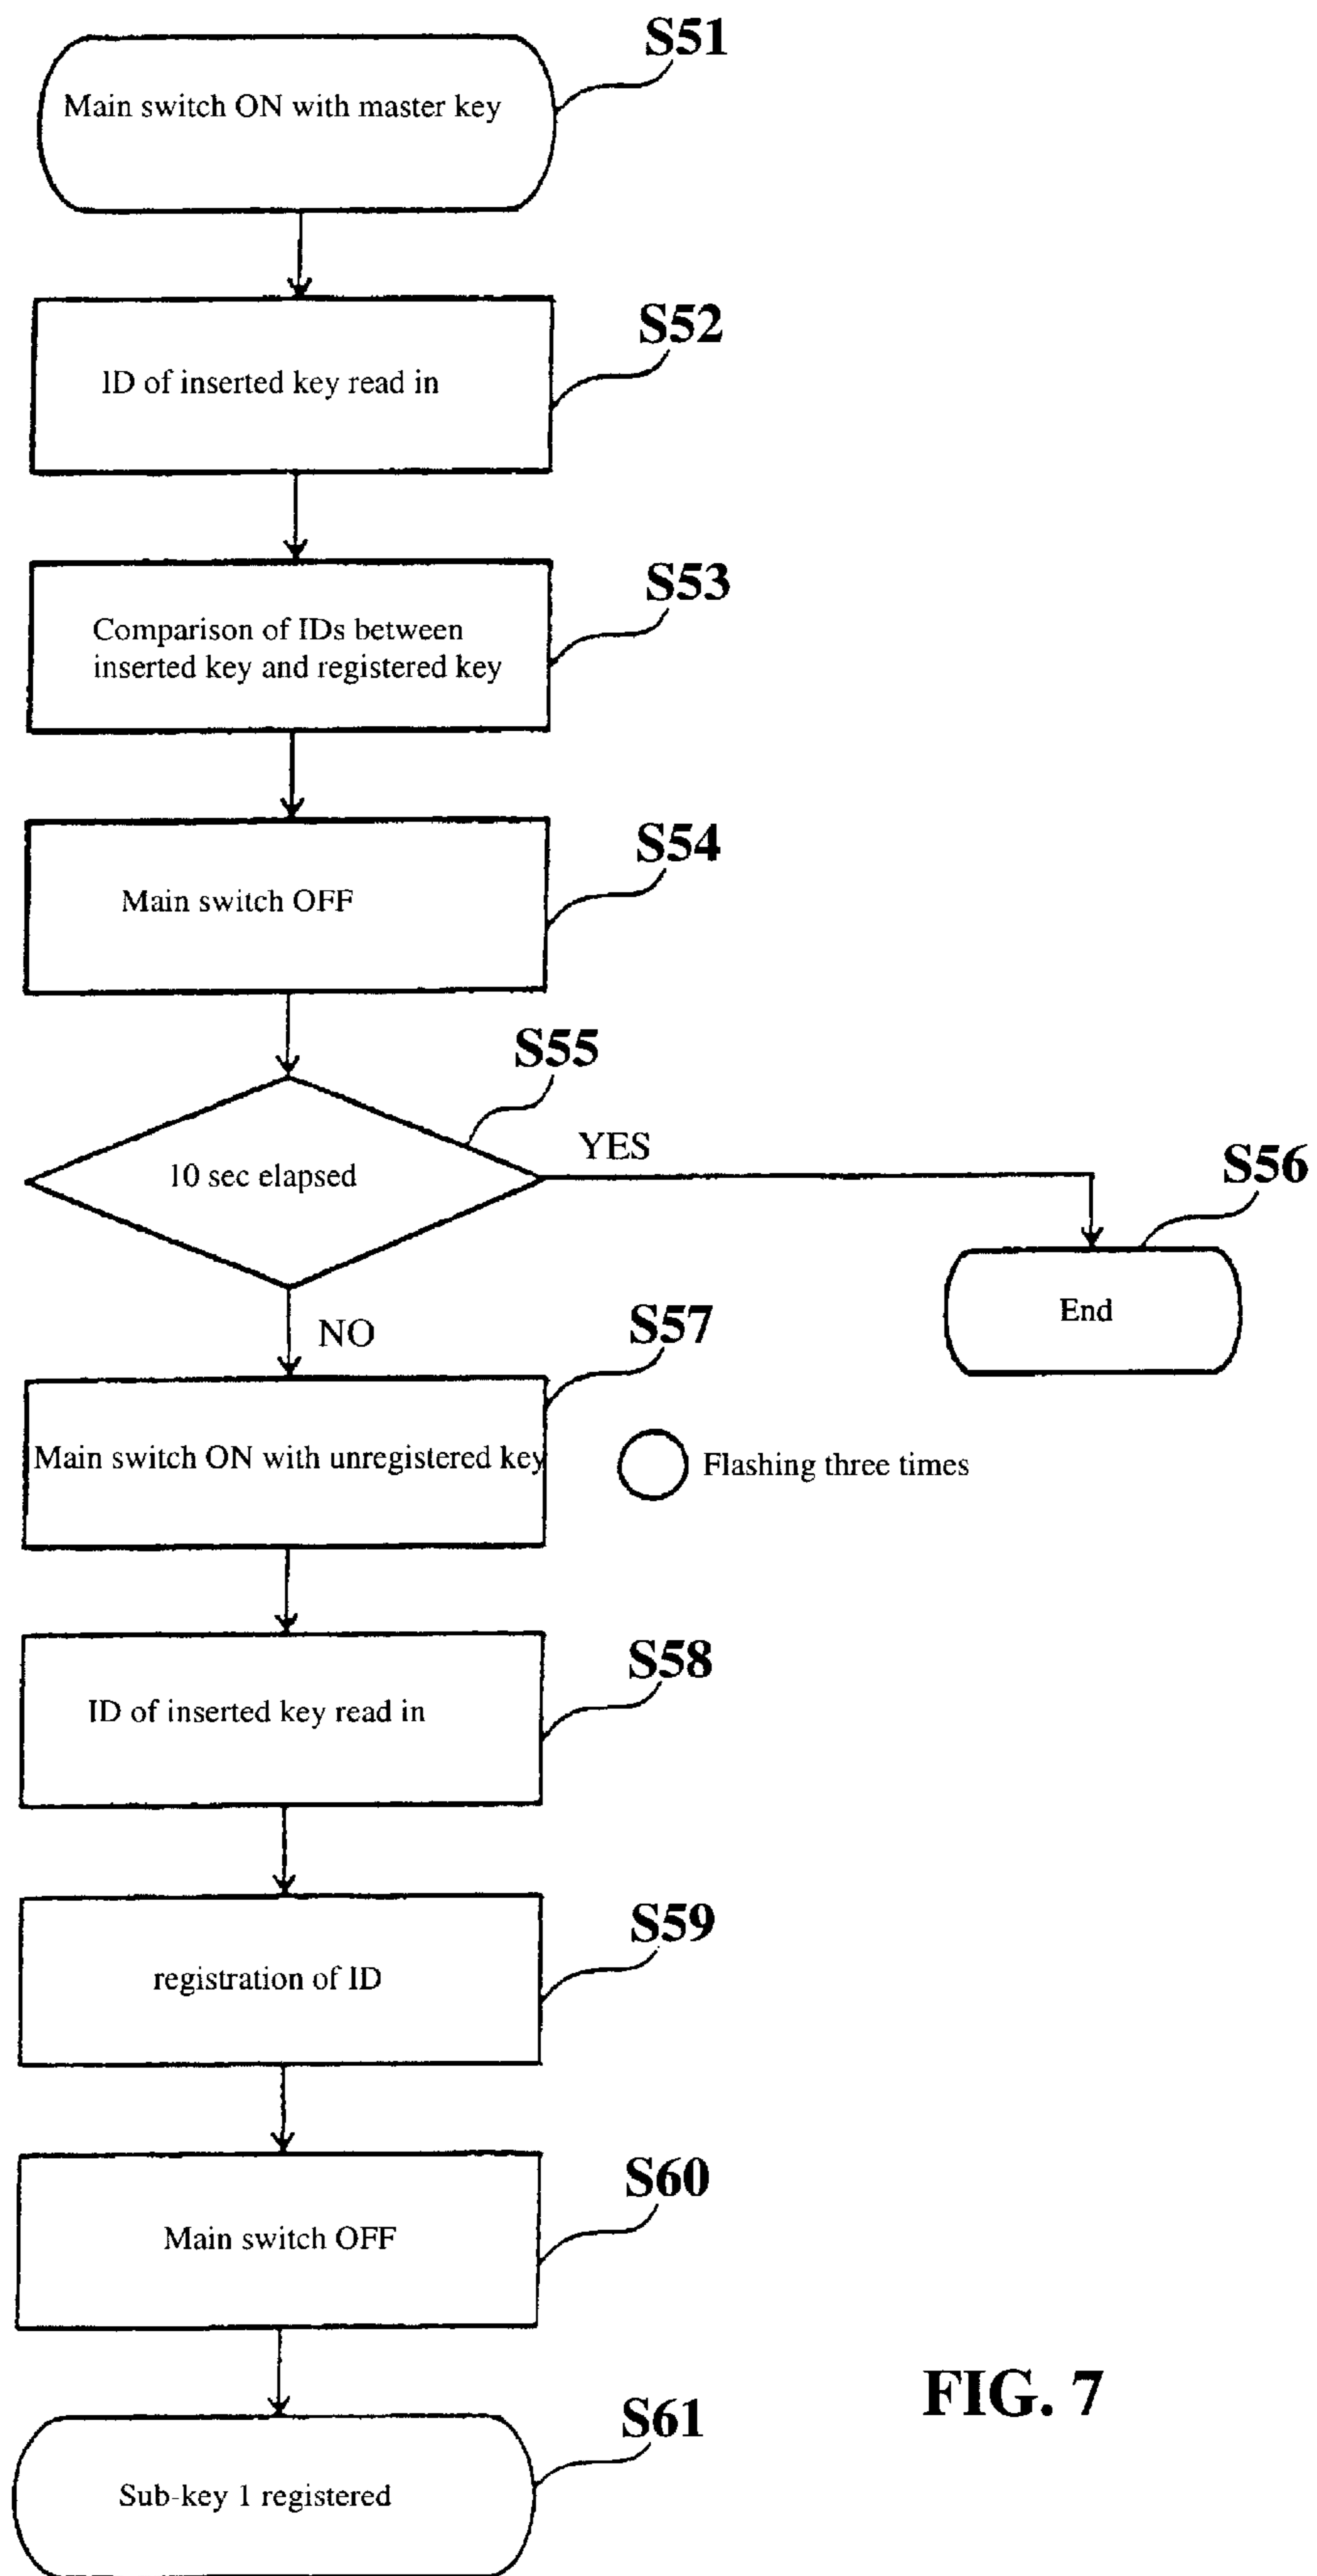 S51
Main switch ON with master key
S52
ID of inserted key read in
S53
Comparison of IDs between
inserted key and registered key
S54
Main switch OFF
S55
10 sec elapsed
YES
S56
End
NO
S57
Main switch ON with unregistered key
Flashing three times
S58
ID of inserted key read in
S59
registration of ID
S60
Main switch OFF
S61
Sub-key 1 registered
FIG. 7